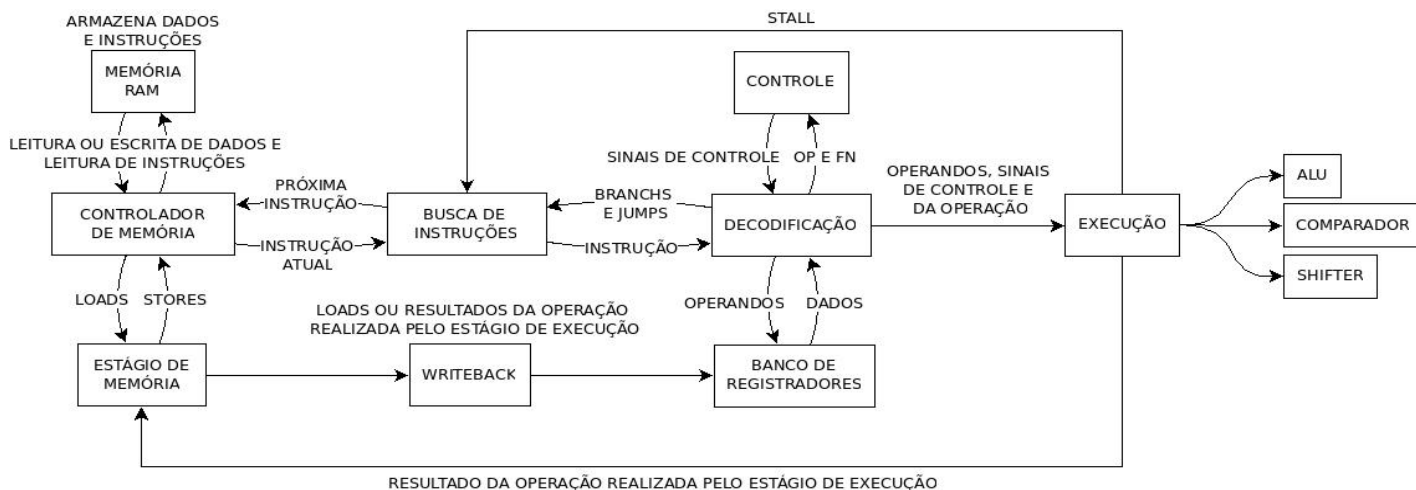 STALL
ARMAZENA DADOS
E INSTRUÇÕES
MEMÓRIA
RAM
CONTROLE
LEITURA OU ESCRITA DE DADOS E
LEITURA DE INSTRUÇÕES
SINAIS DE CONTROLE
OP E FN
PRÓXIMA
INSTRUÇÃO
BRANCHS
E JUMPS
OPERANDOS, SINAIS
DE CONTROLE E
DA OPERAÇÃO
ALU
CONTROLADOR
DE MEMÓRIA
BUSCA DE
INSTRUÇÕES
DECODIFICAÇÃO
EXECUÇÃO
COMPARADOR
INSTRUÇÃO
ATUAL
INSTRUÇÃO
SHIFTER
LOADS
STORES
LOADS OU RESULTADOS DA OPERAÇÃO
REALIZADA PELO ESTÁGIO DE EXECUÇÃO
OPERANDOS
DADOS
ESTÁGIO DE
MEMÓRIA
WRITEBACK
BANCO DE
REGISTRADORES
RESULTADO DA OPERAÇÃO REALIZADA PELO ESTÁGIO DE EXECUÇÃO